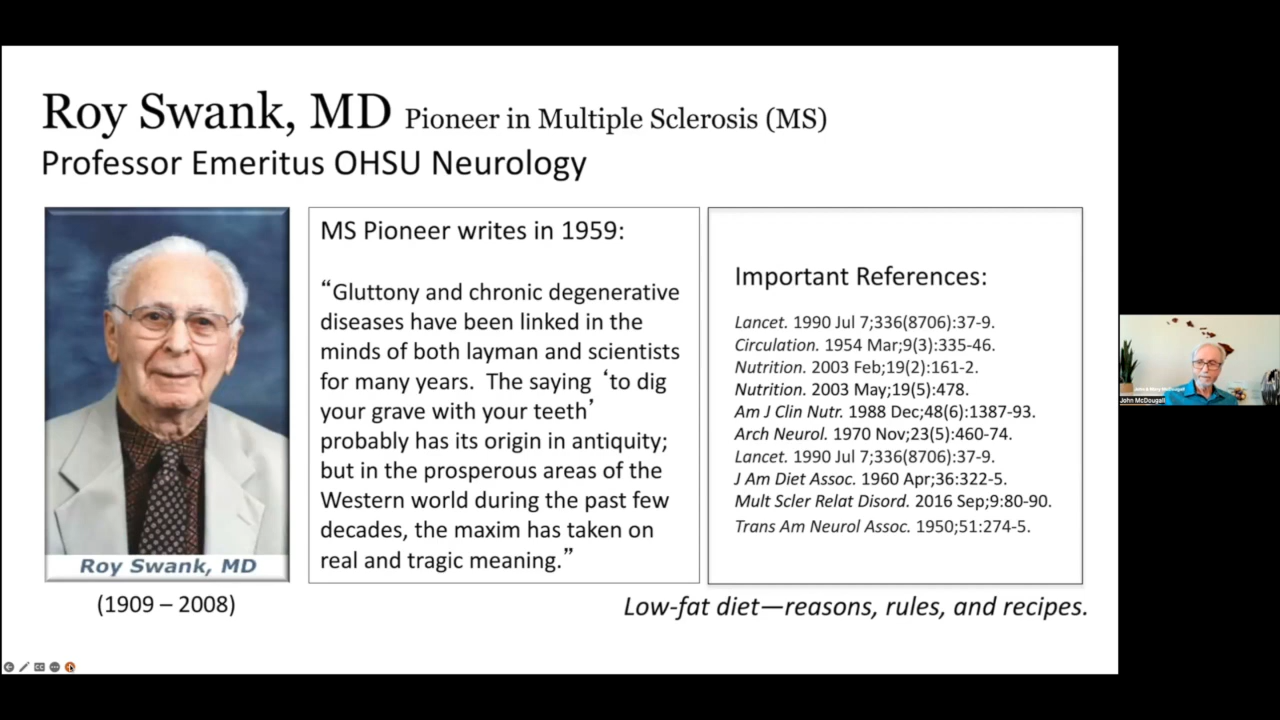 Roy Swank, MD Pioneer in Multiple Sclerosis (MS)
Professor Emeritus OHSU Neurology
Roy Swank, MD
(1909 – 2008)
MS Pioneer writes in 1959:
“Gluttony and chronic degenerative
diseases have been linked in the
minds of both layman and scientists
for many years. The saying ‘to dig
your grave with your teeth’
probably has its origin in antiquity;
but in the prosperous areas of the
Western world during the past few
decades, the maxim has taken on
real and tragic meaning.”
Important References:
Lancet. 1990 Jul 7;336(8706):37-9.
Circulation. 1954 Mar;9(3):335-46.
Nutrition. 2003 Feb;19(2):161-2.
Nutrition. 2003 May;19(5):478.
Am J Clin Nutr. 1988 Dec;48(6):1387-93.
Arch Neurol. 1970 Nov;23(5):460-74.
Lancet. 1990 Jul 7;336(8706):37-9.
J Am Diet Assoc. 1960 Apr;36:322-5.
Mult Scler Relat Disord. 2016 Sep;9:80-90.
Trans Am Neurol Assoc. 1950;51:274-5.
Low-fat diet—reasons, rules, and recipes.
John & Mary McDougall
John McDougall